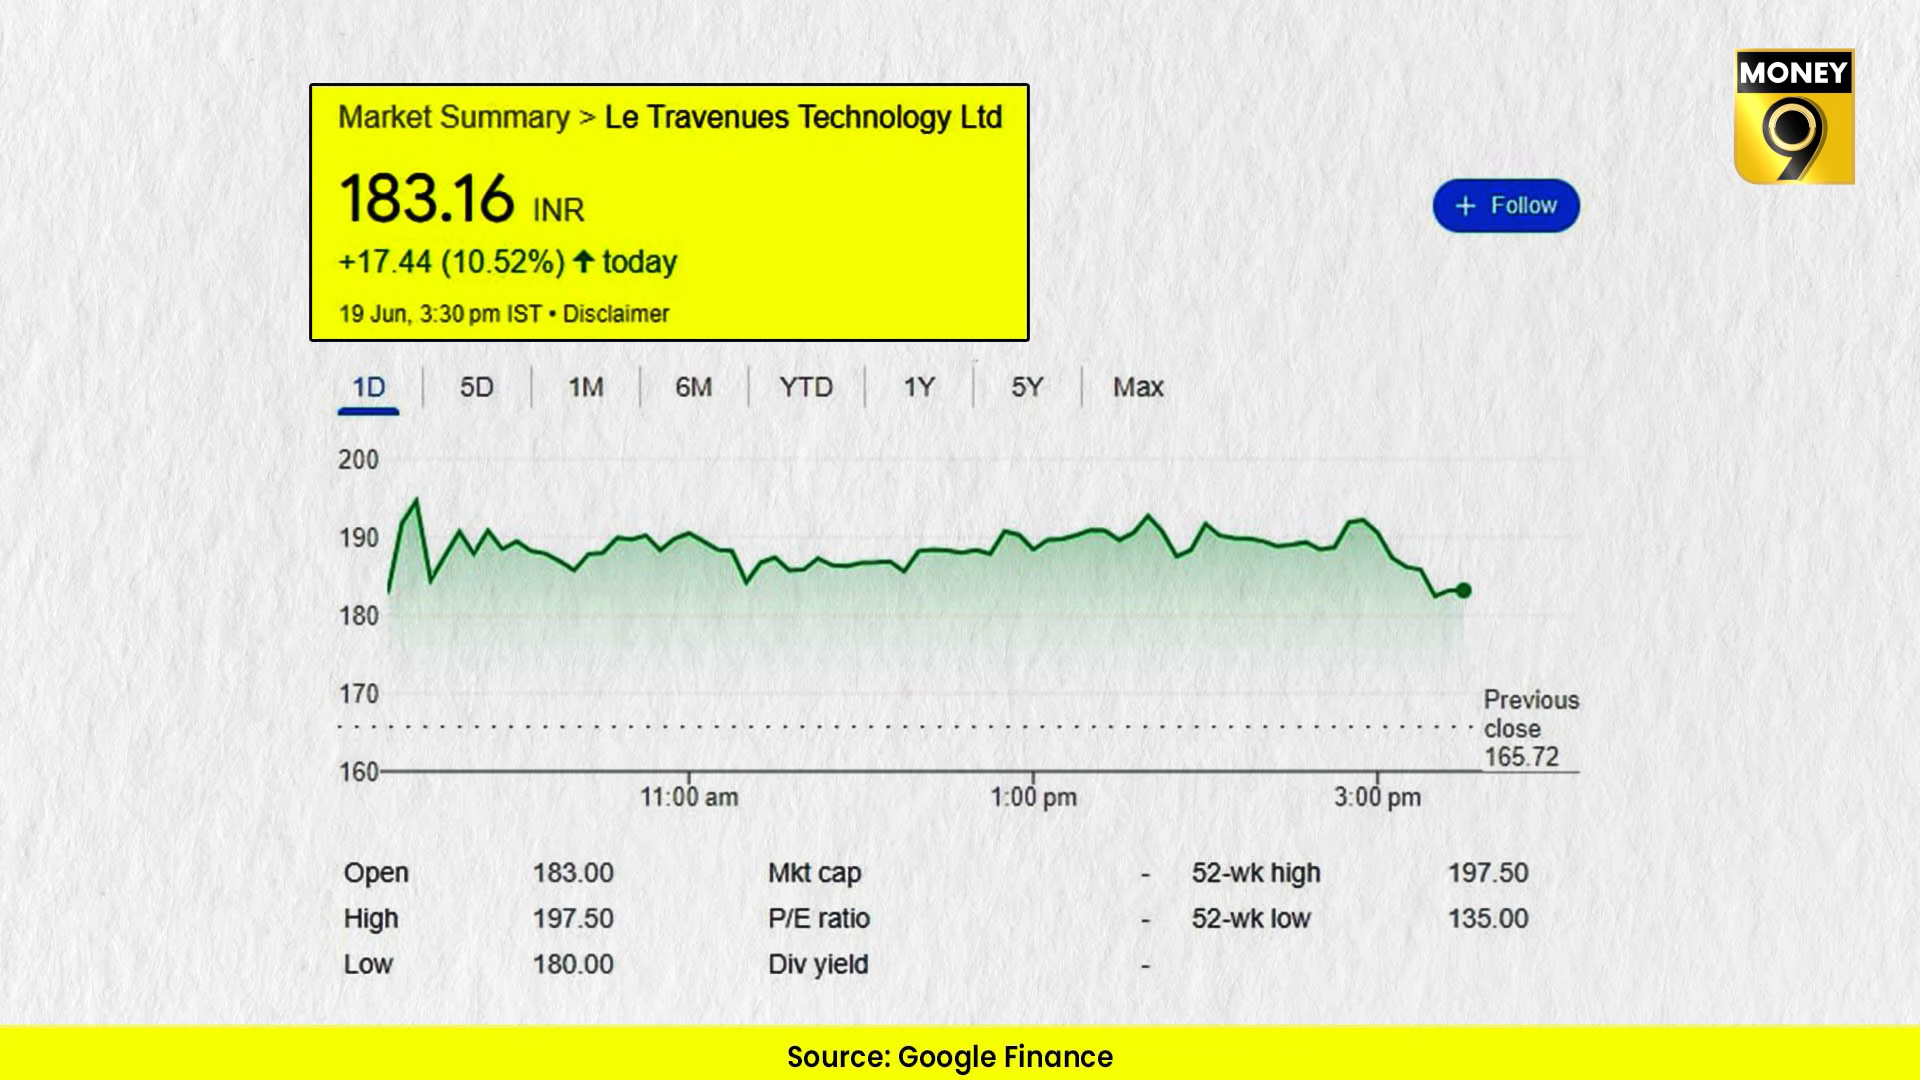 MONEY
9
Market Summary > Le Travenues Technology Ltd
183.16 INR
+17.44 (10.52%) ↑ today
19 Jun, 3:30 pm IST • Disclaimer
+ Follow
1D 5D 1M 6M YTD 1Y 5Y Max
200
190
180
170
160
Previous
close
165.72
11:00 am 1:00 pm 3:00 pm
Open 183.00 Mkt cap - 52-wk high 197.50
High 197.50 P/E ratio - 52-wk low 135.00
Low 180.00 Div yield -
Source: Google Finance